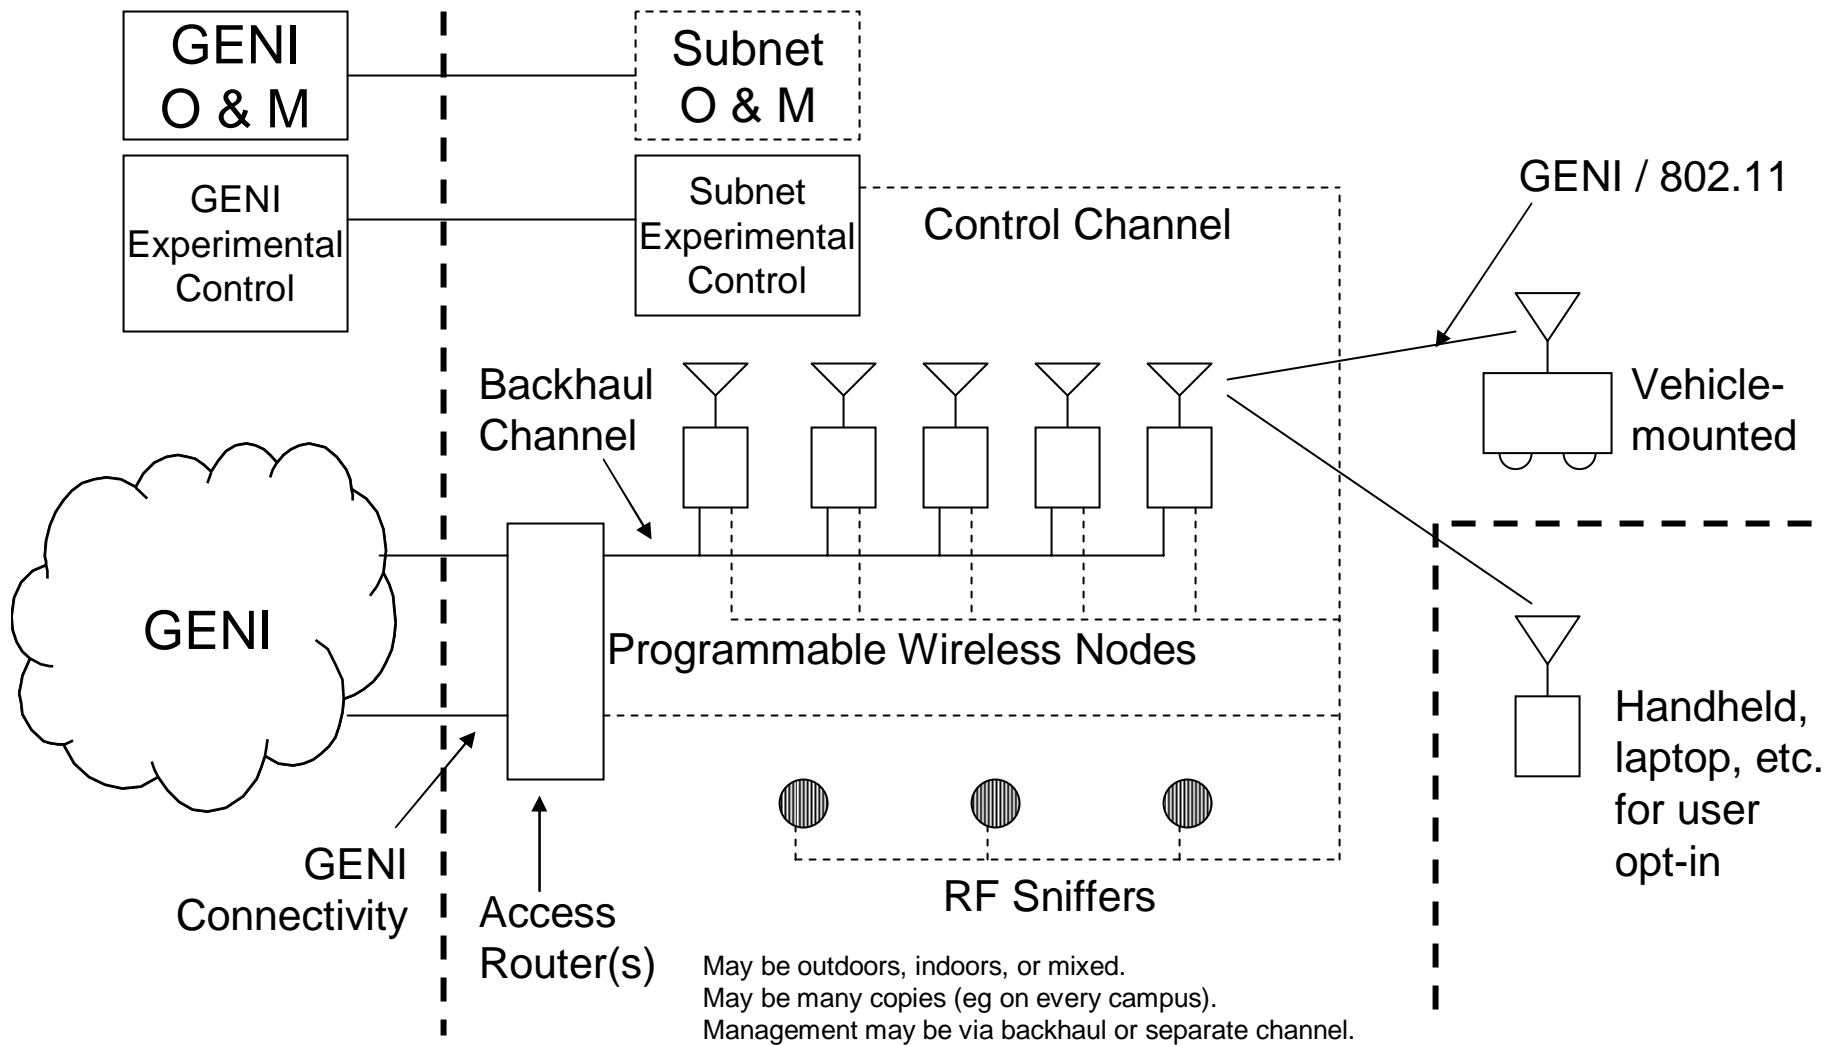 GENI
O & M
Subnet
O & M
GENI
Experimental
Control
Subnet
Experimental
Control
Control Channel
GENI / 802.11
Backhaul
Channel
Vehicle-
mounted
GENI
Programmable Wireless Nodes
Handheld,
laptop, etc.
for user
opt-in
GENI
Connectivity
Access
Router(s)
RF Sniffers
May be outdoors, indoors, or mixed.
May be many copies (eg on every campus).
Management may be via backhaul or separate channel.